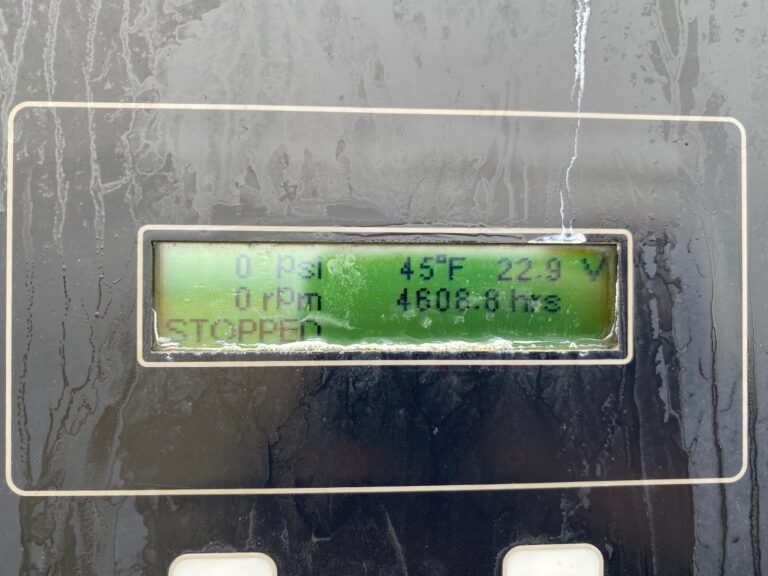 0 psi 45°F 22.9 V
0 rpm 4608.8 hrs
STOPPED